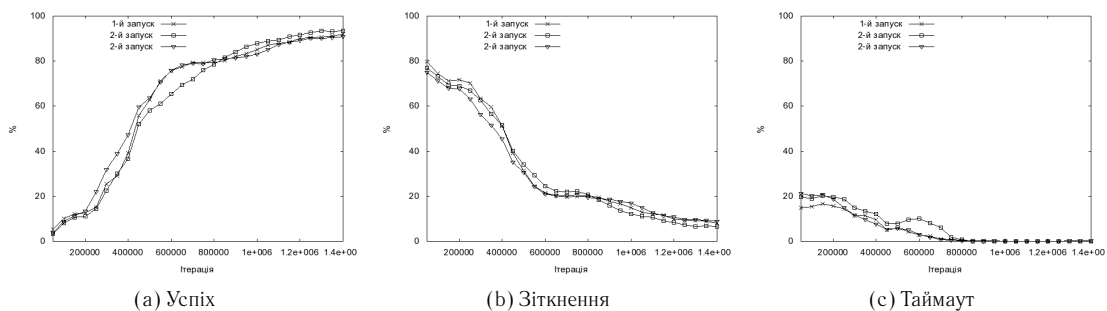 100
80
60
40
20
0
%
1-й запуск
2-й запуск
2-й запуск
200000 400000 600000 800000 1e+006 1.2e+006 1.4e+00
Ітерація
(a) Успіх
100
80
60
40
20
0
%
1-й запуск
2-й запуск
2-й запуск
200000 400000 600000 800000 1e+006 1.2e+006 1.4e+00
Ітерація
(b) Зіткнення
100
80
60
40
20
0
%
1-й запуск
2-й запуск
2-й запуск
200000 400000 600000 800000 1e+006 1.2e+006 1.4e+00
Ітерація
(c) Таймаут